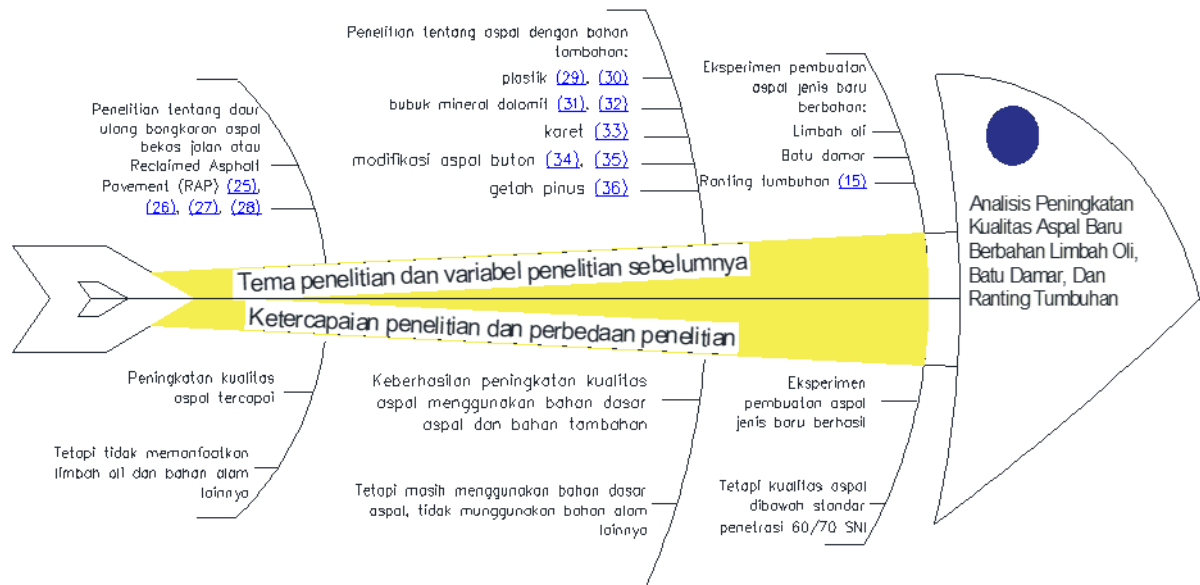 Penelitian tentang daur
ulang bongkaran aspal
bekas jalan atau
Reclaimed Asphalt
Pavement (RAP) (25),
(26), (27), (28)
Penelitian tentang aspal dengan bahan
tambahan:
plastik (29), (30)
bubuk mineral dolomit (31), (32)
karet (33)
modifikasi aspal buton (34), (35)
getah pinus (36)
Eksperimen pembuatan
aspal jenis baru
berbahan:
Limbah oli
Batu damar
Ranting tumbuhan (15)
Tema penelitian dan variabel penelitian sebelumnya
Ketercapaian penelitian dan perbedaan penelitian
Analisis Peningkatan
Kualitas Aspal Baru
Berbahan Limbah Oli,
Batu Damar, Dan
Ranting Tumbuhan
Peningkatan kualitas
aspal tercapai
Tetapi tidak memanfaatkan
limbah oli dan bahan alam
lainnya
Keberhasilan peningkatan kualitas
aspal menggunakan bahan dasar
aspal dan bahan tambahan
Tetapi masih menggunakan bahan dasar
aspal, tidak munggunakan bahan alam
lainnya
Eksperimen
pembuatan aspal
jenis baru berhasil
Tetapi kualitas aspal
dibawah standar
penetrasi 60/70 SNI